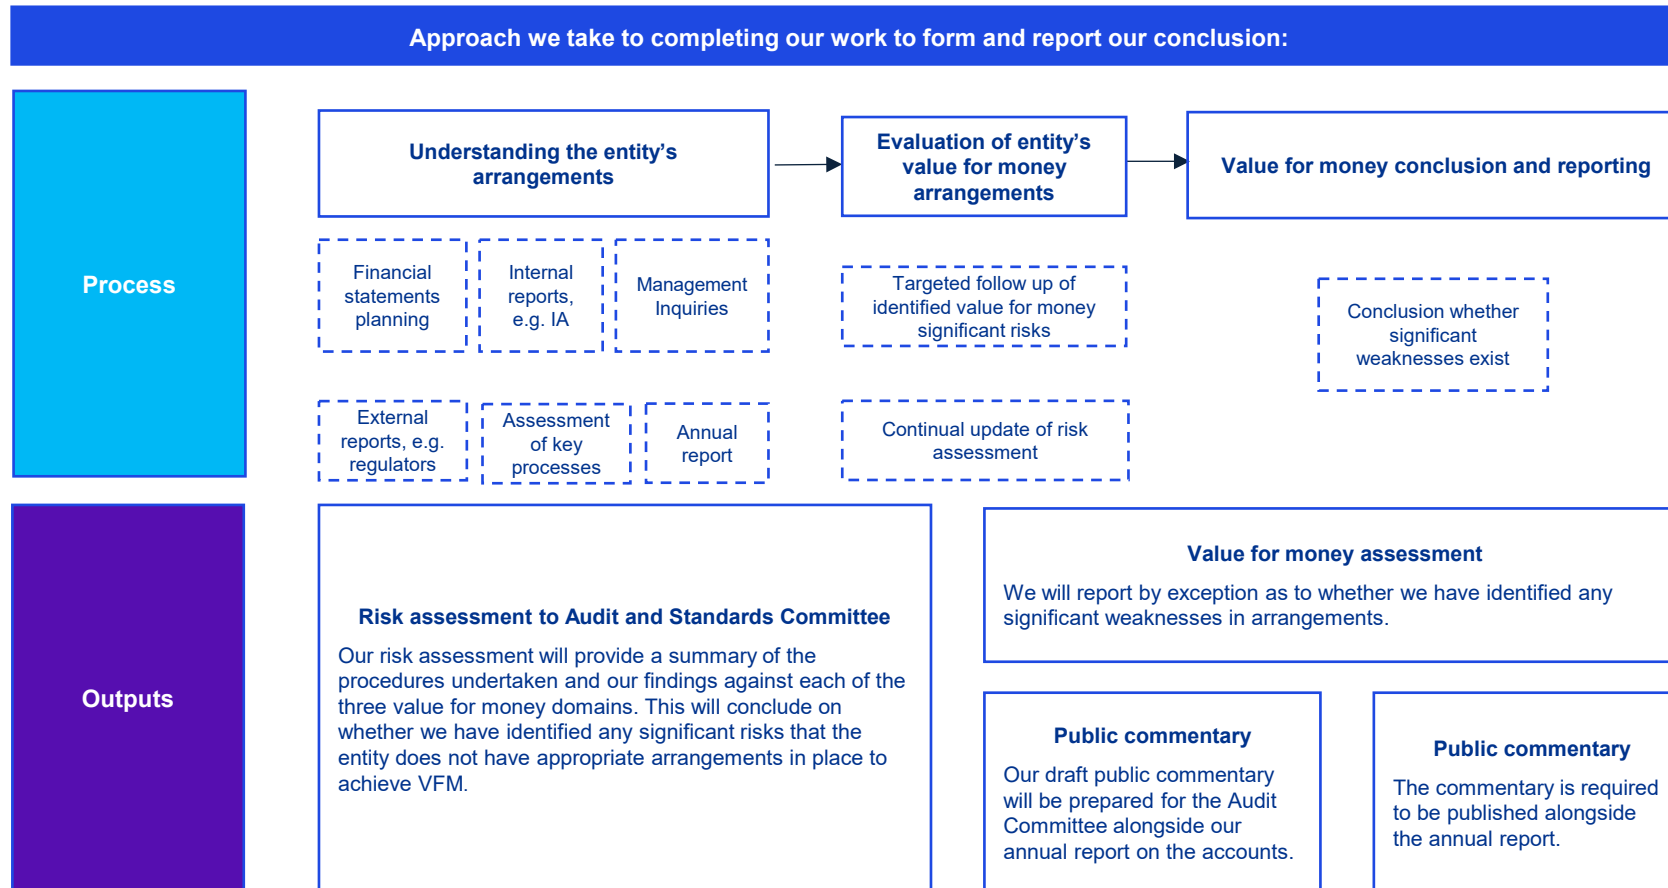 Approach we take to completing our work to form and report our conclusion:
Process
Understanding the entity's
arrangements
Evaluation of entity's
value for money
arrangements
Value for money conclusion and reporting
Financial
statements
planning
Internal
reports,
e.g. IA
Management
Inquiries
Targeted follow up of
identified value for money
significant risks
Conclusion whether
significant
weaknesses exist
External
reports, e.g.
regulators
Assessment
of key
processes
Annual
report
Continual update of risk
assessment
Outputs
Risk assessment to Audit and Standards Committee
Our risk assessment will provide a summary of the
procedures undertaken and our findings against each of the
three value for money domains. This will conclude on
whether we have identified any significant risks that the
entity does not have appropriate arrangements in place to
achieve VFM.
Value for money assessment
We will report by exception as to whether we have identified any
significant weaknesses in arrangements.
Public commentary
Our draft public commentary
will be prepared for the Audit
Committee alongside our
annual report on the accounts.
Public commentary
The commentary is required
to be published alongside
the annual report.